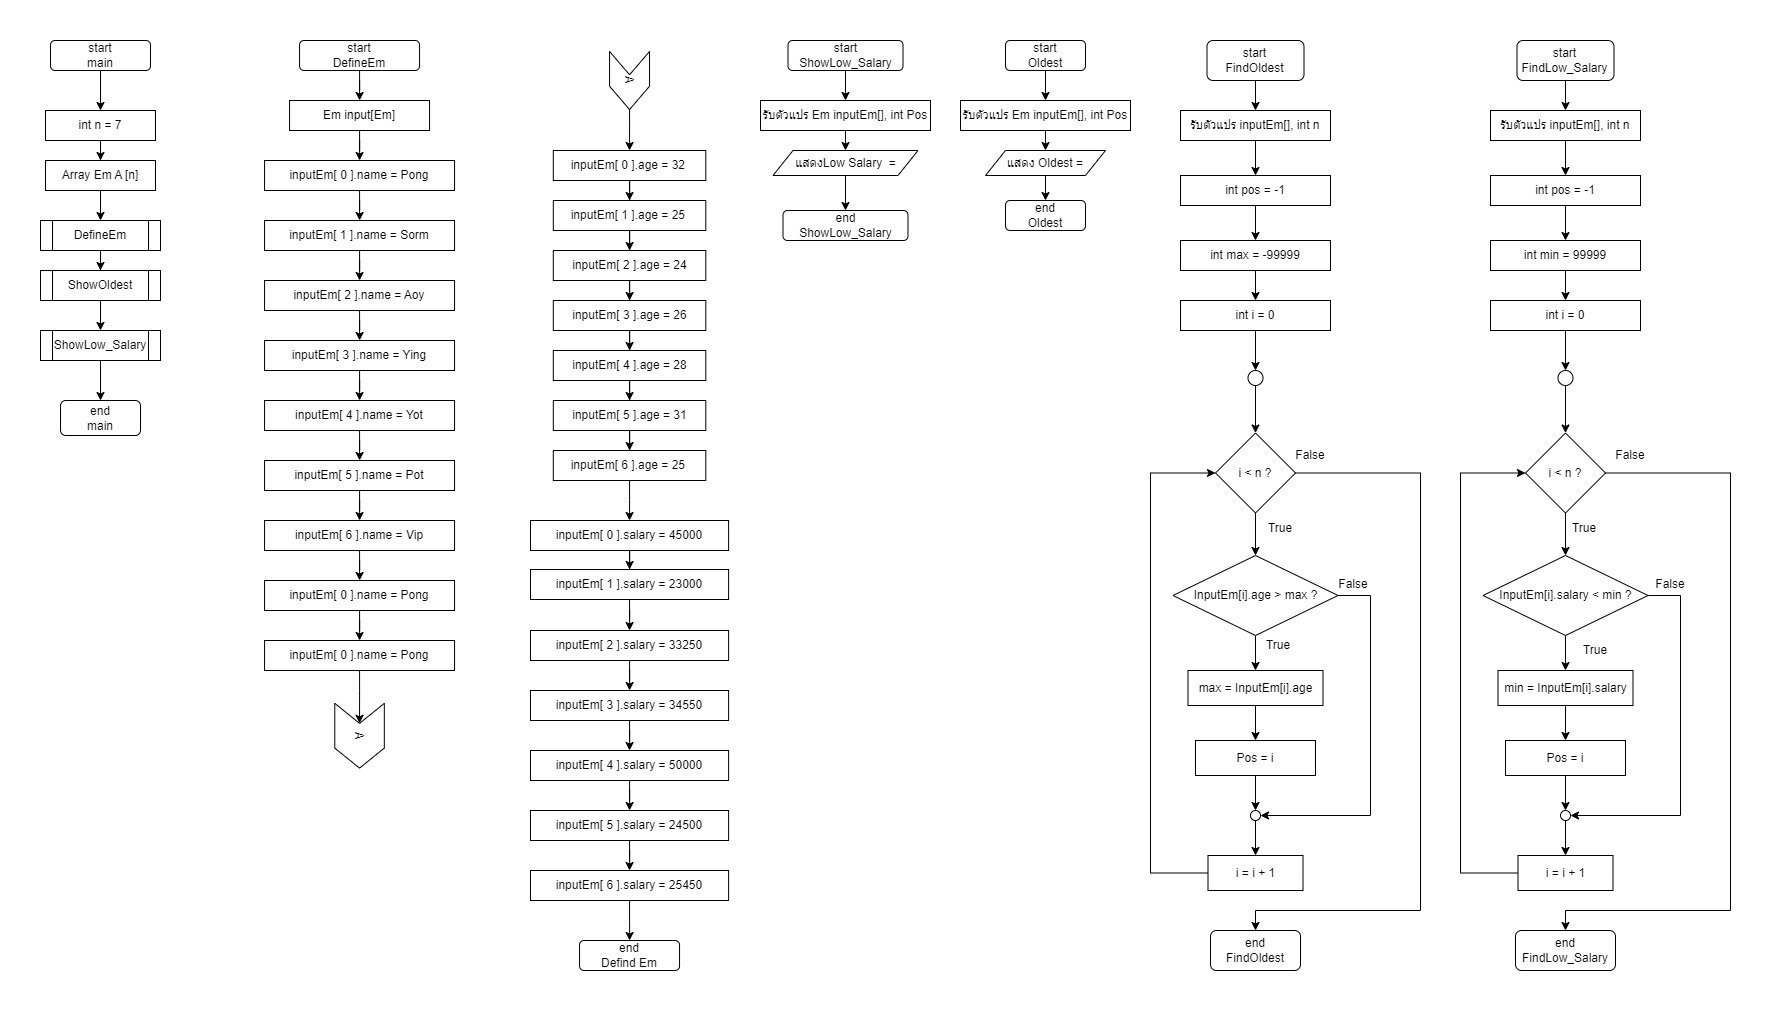 start
main
int n = 7
Array Em A [n]
DefineEm
ShowOldest
ShowLow_Salary
end
main
start
DefineEm
Em input[Em]
inputEm[ 0 ].name = Pong
inputEm[ 1 ].name = Sorm
inputEm[ 2 ].name = Aoy
inputEm[ 3 ].name = Ying
inputEm[ 4 ].name = Yot
inputEm[ 5 ].name = Pot
inputEm[ 6 ].name = Vip
inputEm[ 0 ].name = Pong
inputEm[ 0 ].name = Pong
A
A
inputEm[ 0 ].age = 32
inputEm[ 1 ].age = 25
inputEm[ 2 ].age = 24
inputEm[ 3 ].age = 26
inputEm[ 4 ].age = 28
inputEm[ 5 ].age = 31
inputEm[ 6 ].age = 25
inputEm[ 0 ].salary = 45000
inputEm[ 1 ].salary = 23000
inputEm[ 2 ].salary = 33250
inputEm[ 3 ].salary = 34550
inputEm[ 4 ].salary = 50000
inputEm[ 5 ].salary = 24500
inputEm[ 6 ].salary = 25450
end
Defind Em
start
ShowLow_Salary
รับตัวแปร Em inputEm[], int Pos
แสดงLow Salary =
end
ShowLow_Salary
start
Oldest
รับตัวแปร Em inputEm[], int Pos
แสดง Oldest =
end
Oldest
start
FindOldest
รับตัวแปร inputEm[], int n
int pos = -1
int max = -99999
int i = 0
i < n ?
False
True
InputEm[i].age > max ?
False
True
max = InputEm[i].age
Pos = i
i = i + 1
end
FindOldest
start
FindLow_Salary
รับตัวแปร inputEm[], int n
int pos = -1
int min = 99999
int i = 0
i < n ?
False
True
InputEm[i].salary < min ?
False
True
min = InputEm[i].salary
Pos = i
i = i + 1
end
FindLow_Salary